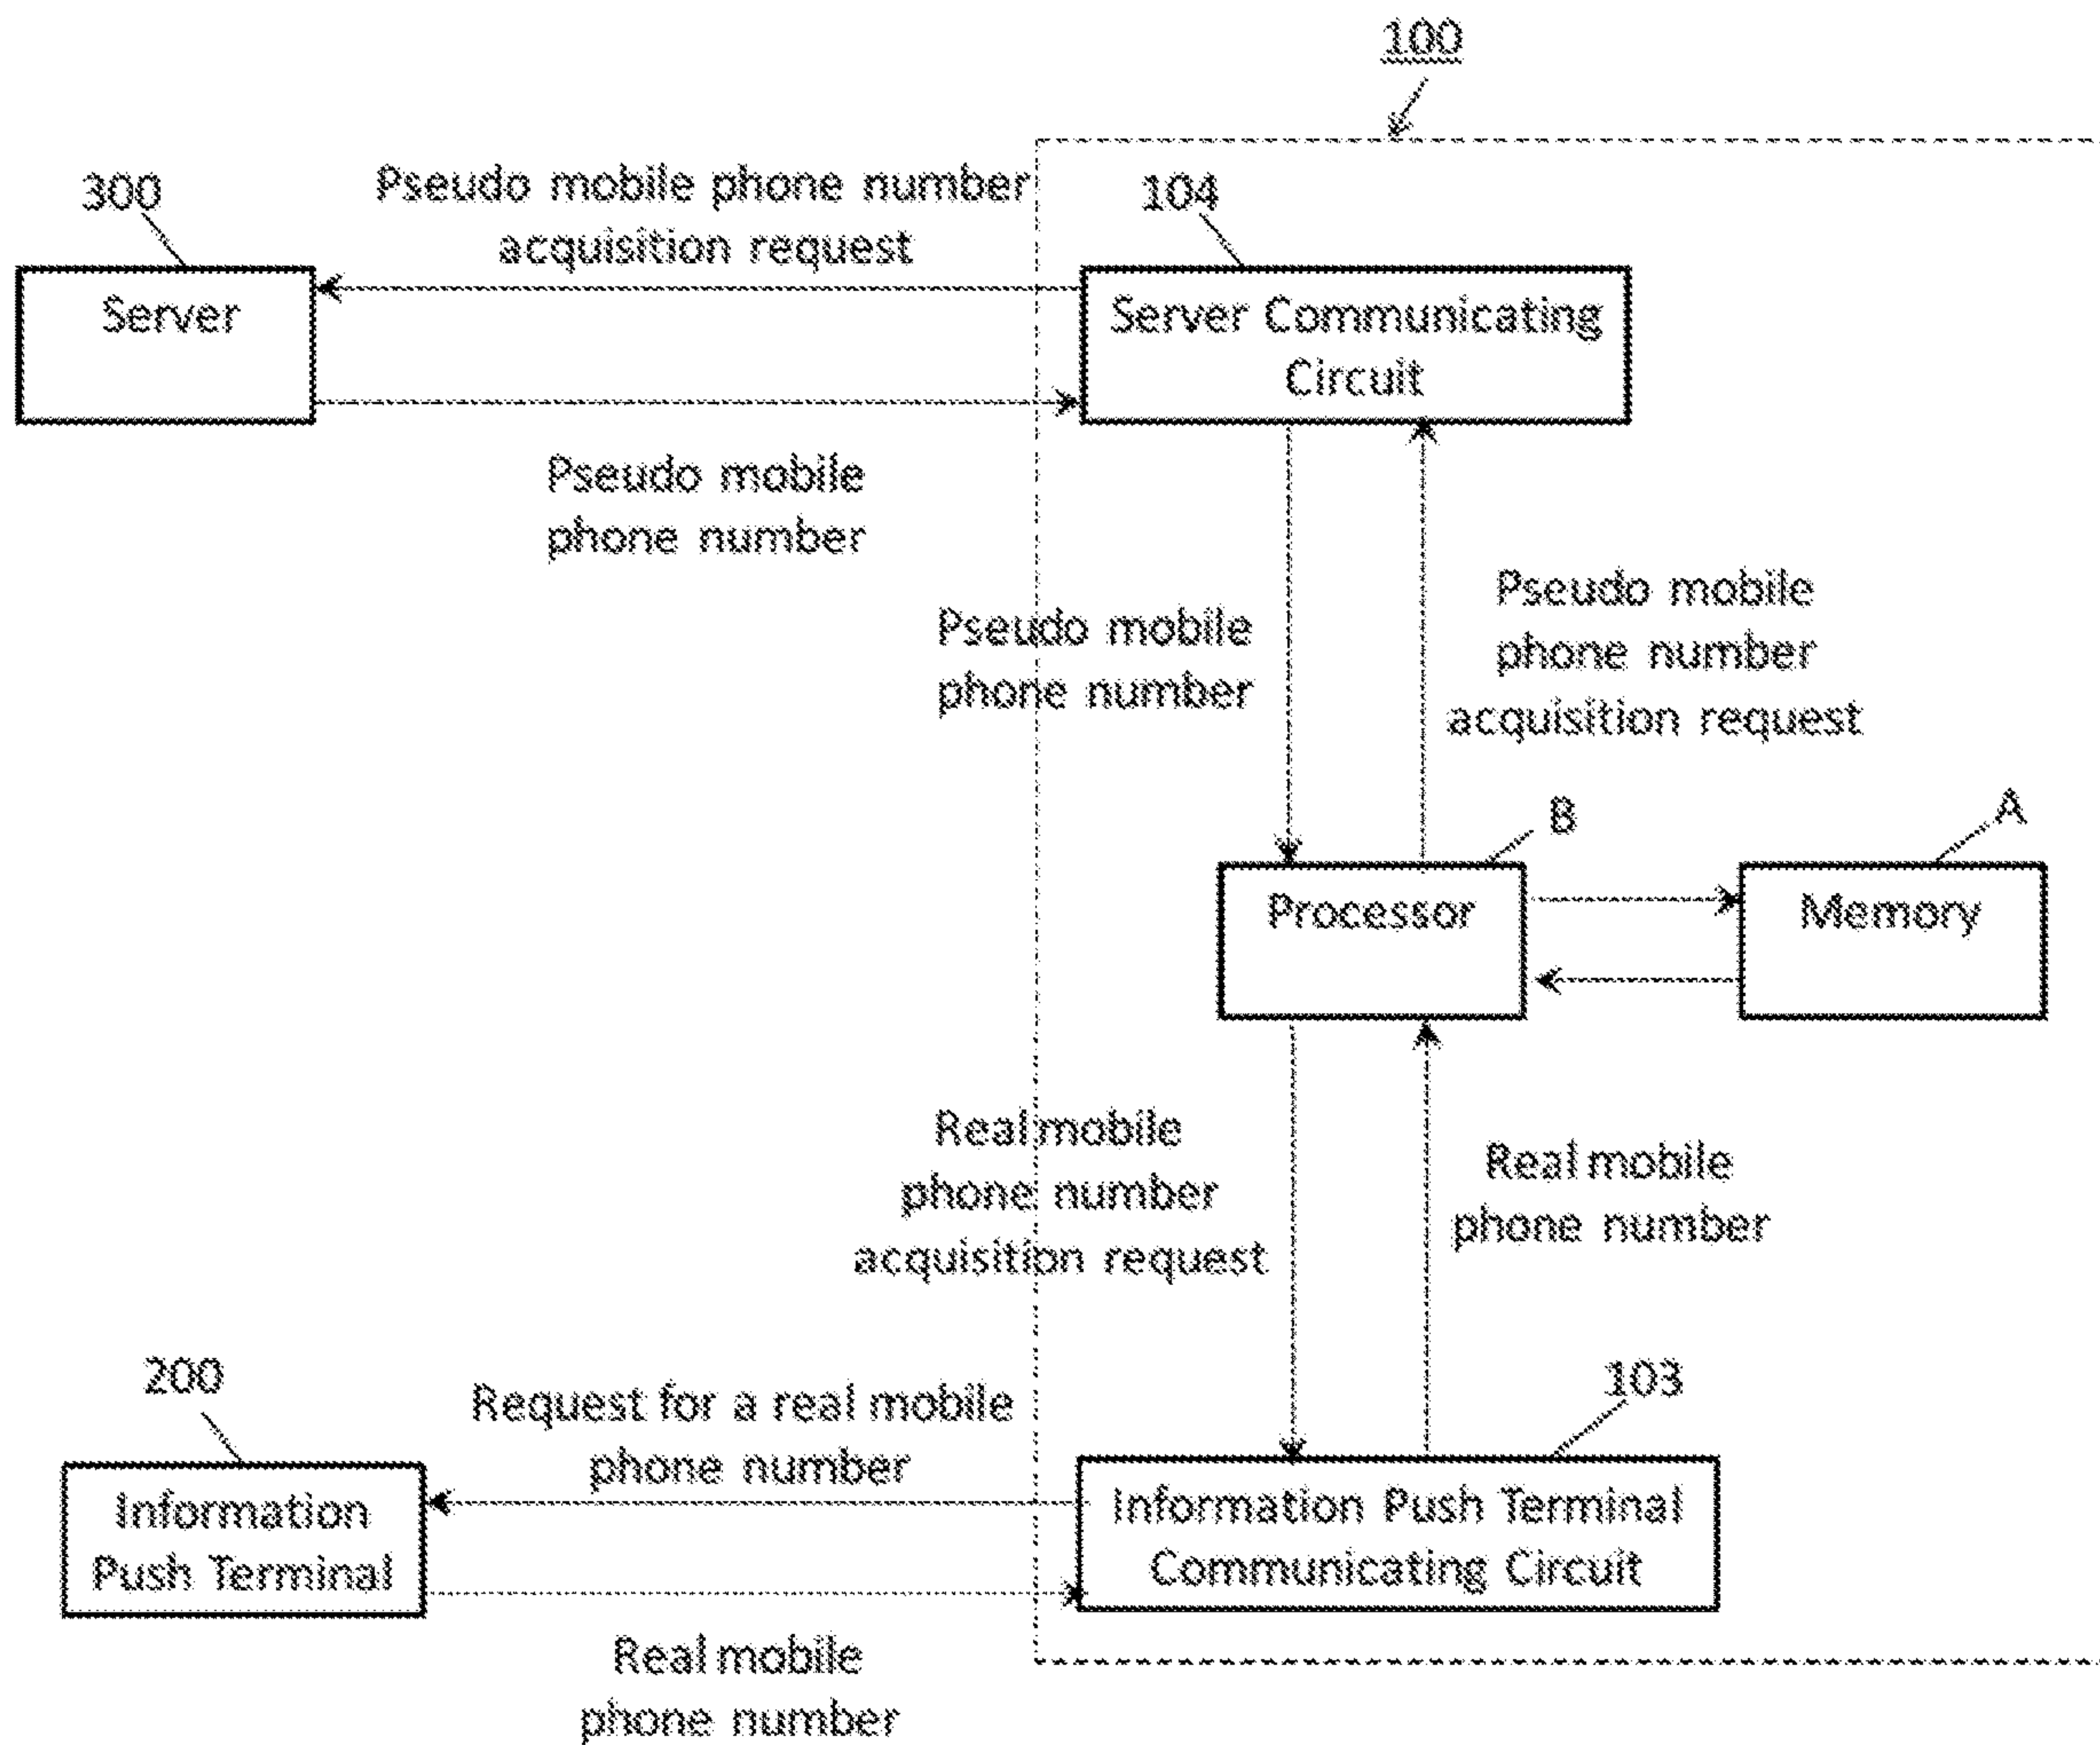 100
300
Pseudo mobile phone number
acquisition request
104
Server
Server Communicating
Circuit
Pseudo mobile
phone number
Pseudo mobile
phone number
Pseudo mobile
phone number
acquisition request
B
A
Processor
Memory
Real mobile
phone number
acquisition request
Real mobile
phone number
200
Request for a real mobile
phone number
103
Information
Push Terminal
Information Push Terminal
Communicating Circuit
Real mobile
phone number